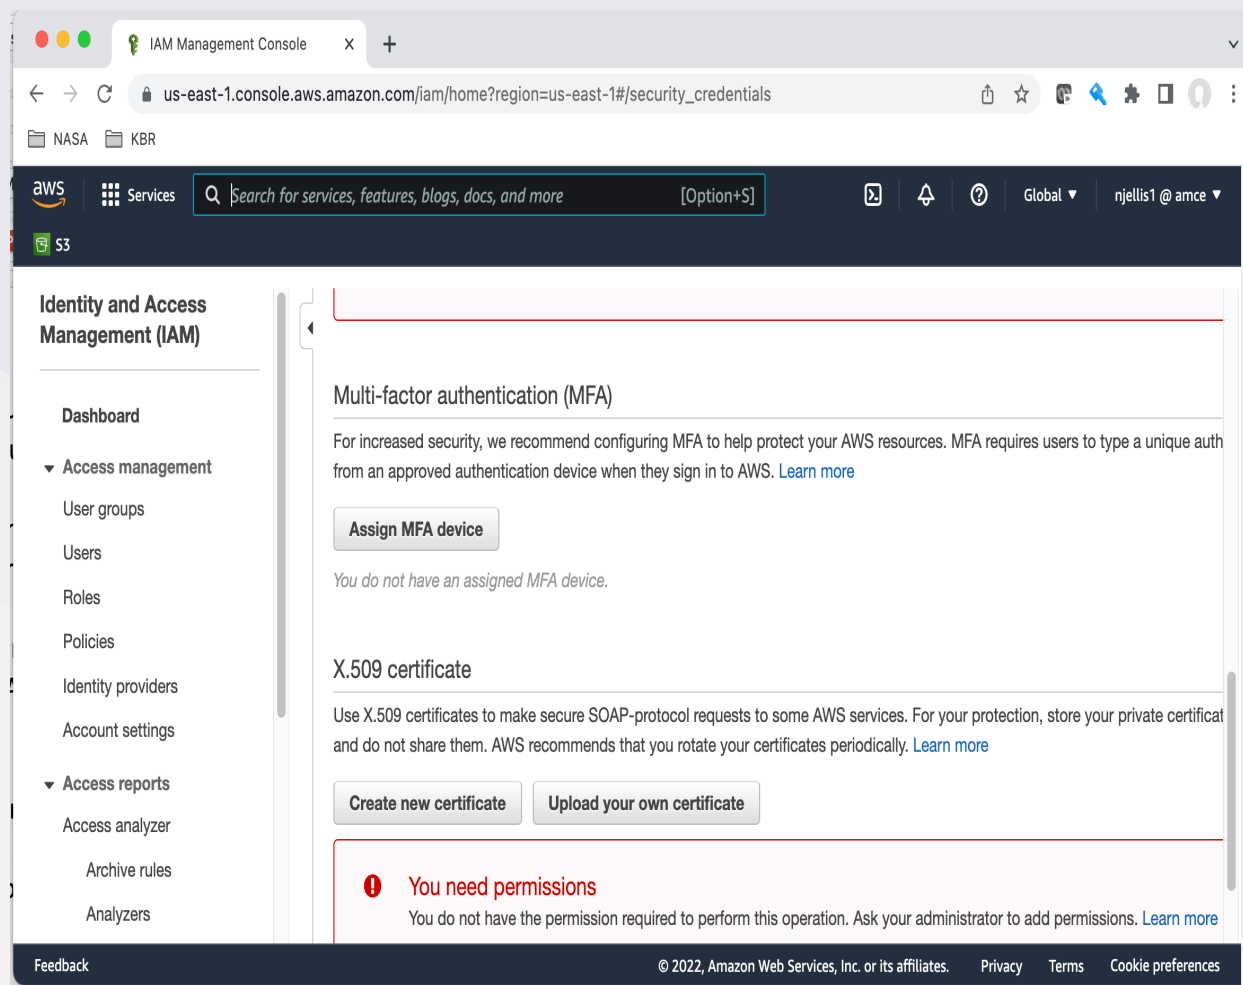 IAM Management Console
us-east-1.console.aws.amazon.com/iam/home?region=us-east-1#/security_credentials
NASA KBR
aws Services Search for services, features, blogs, docs, and more [Option+S] Global njellis1 @ amce
S3
Identity and Access
Management (IAM)
Dashboard
Access management
User groups
Users
Roles
Policies
Identity providers
Account settings
Access reports
Access analyzer
Archive rules
Analyzers
Multi-factor authentication (MFA)
For increased security, we recommend configuring MFA to help protect your AWS resources. MFA requires users to type a unique auth
from an approved authentication device when they sign in to AWS. Learn more
Assign MFA device
You do not have an assigned MFA device.
X.509 certificate
Use X.509 certificates to make secure SOAP-protocol requests to some AWS services. For your protection, store your private certificat
and do not share them. AWS recommends that you rotate your certificates periodically. Learn more
Create new certificate Upload your own certificate
You need permissions
You do not have the permission required to perform this operation. Ask your administrator to add permissions. Learn more
Feedback © 2022, Amazon Web Services, Inc. or its affiliates. Privacy Terms Cookie preferences